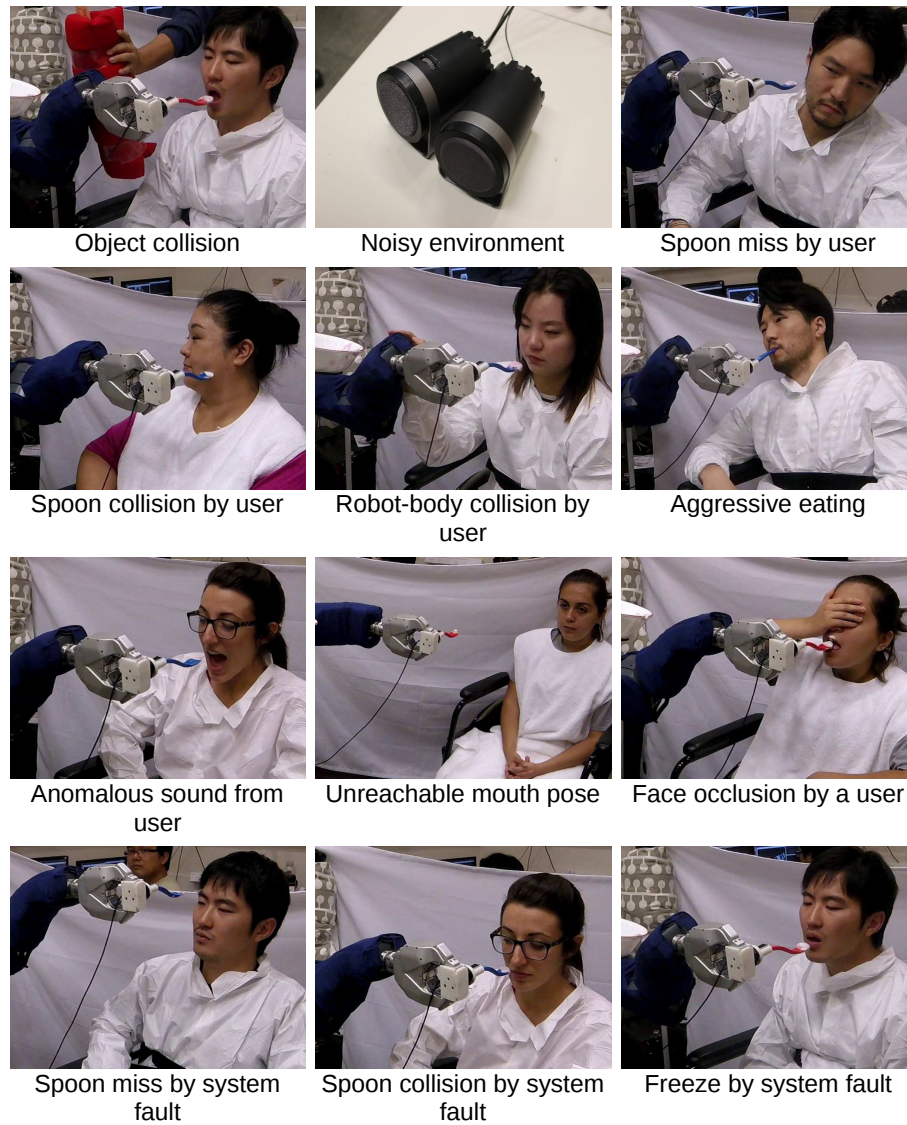 Object collision
Noisy environment
Spoon miss by user
Spoon collision by user
Robot-body collision by
user
Aggressive eating
Anomalous sound from
user
Unreachable mouth pose
Face occlusion by a user
Spoon miss by system
fault
Spoon collision by system
fault
Freeze by system fault